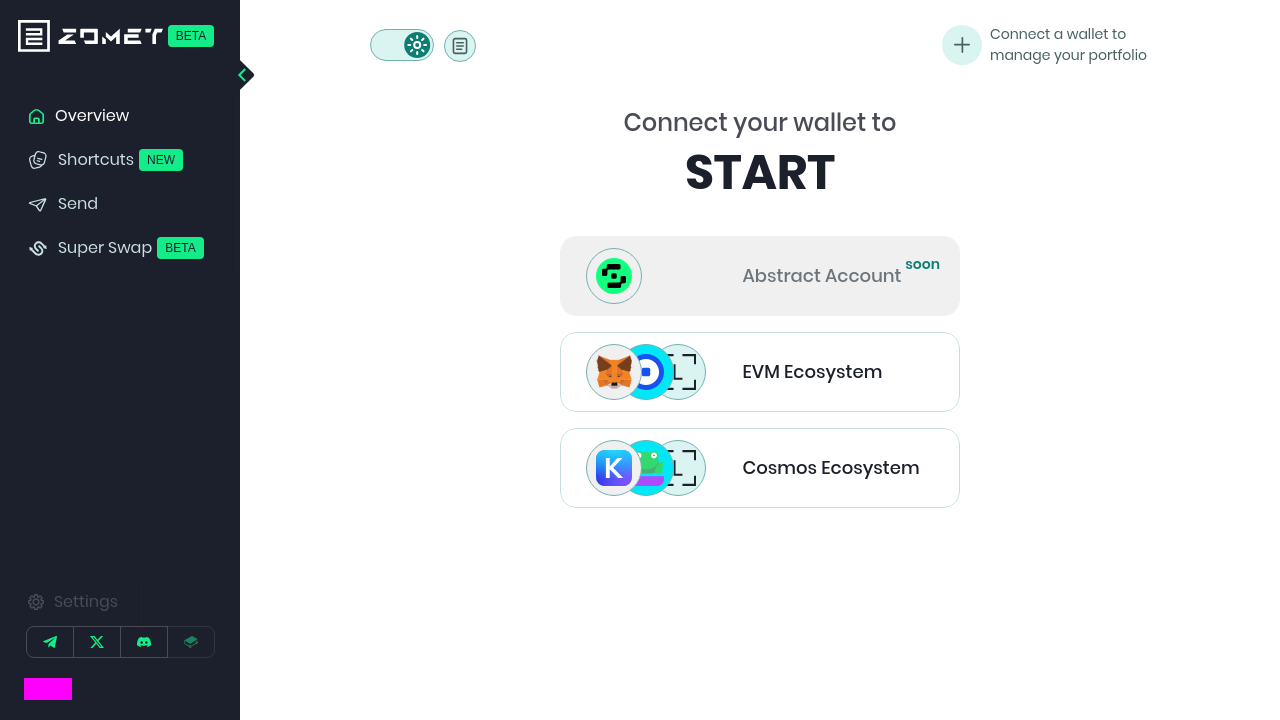 ZOMET BETA
Overview
Shortcuts NEW
Send
Super Swap BETA
Settings
Connect a wallet to
manage your portfolio
Connect your wallet to
START
Abstract Account soon
EVM Ecosystem
K
Cosmos Ecosystem